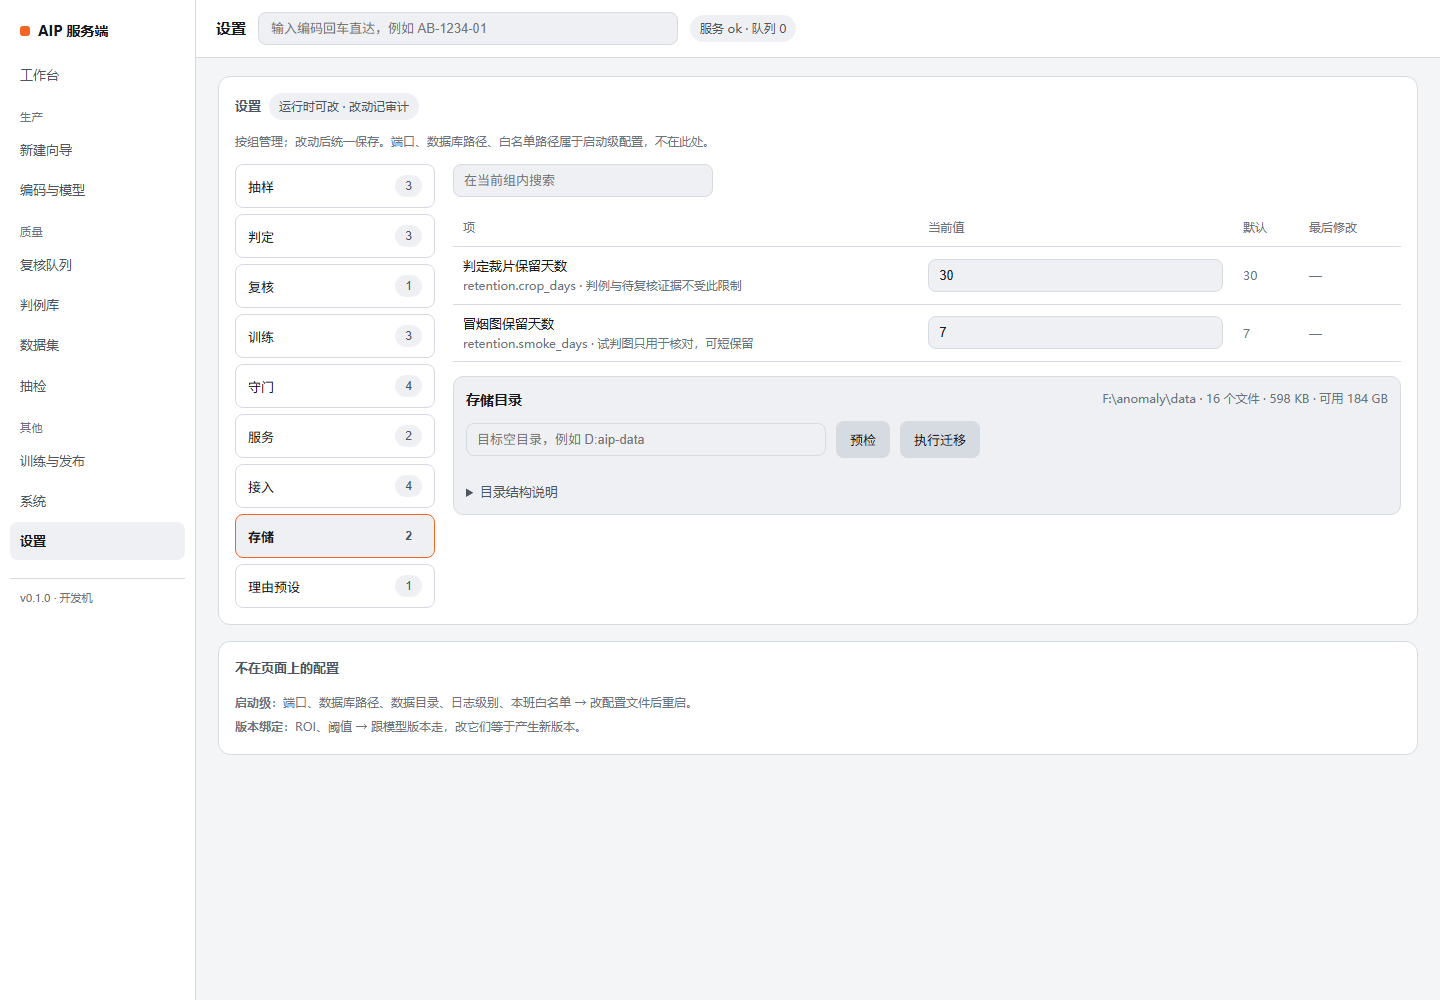 AIP 服务端
工作台
生产
新建向导
编码与模型
质量
复核队列
判例库
数据集
抽检
其他
训练与发布
系统
设置
v0.1.0 · 开发机
设置
输入编码回车直达，例如 AB-1234-01
服务 ok · 队列 0
设置 运行时可改 · 改动记审计
按组管理；改动后统一保存。端口、数据库路径、白名单路径属于启动级配置，不在此处。
抽样 3
判定 3
复核 1
训练 3
守门 4
服务 2
接入 4
存储 2
理由预设 1
在当前组内搜索
项 当前值 默认 最后修改
判定裁片保留天数
retention.crop_days · 判例与待复核证据不受此限制
30 30 —
冒烟图保留天数
retention.smoke_days · 试判图只用于核对，可短保留
7 7 —
存储目录 F:\anomaly\data · 16 个文件 · 598 KB · 可用 184 GB
目标空目录，例如 D:aip-data 预检 执行迁移
▶ 目录结构说明
不在页面上的配置
启动级：端口、数据库路径、数据目录、日志级别、本班白名单 → 改配置文件后重启。
版本绑定：ROI、阈值 → 跟模型版本走，改它们等于产生新版本。